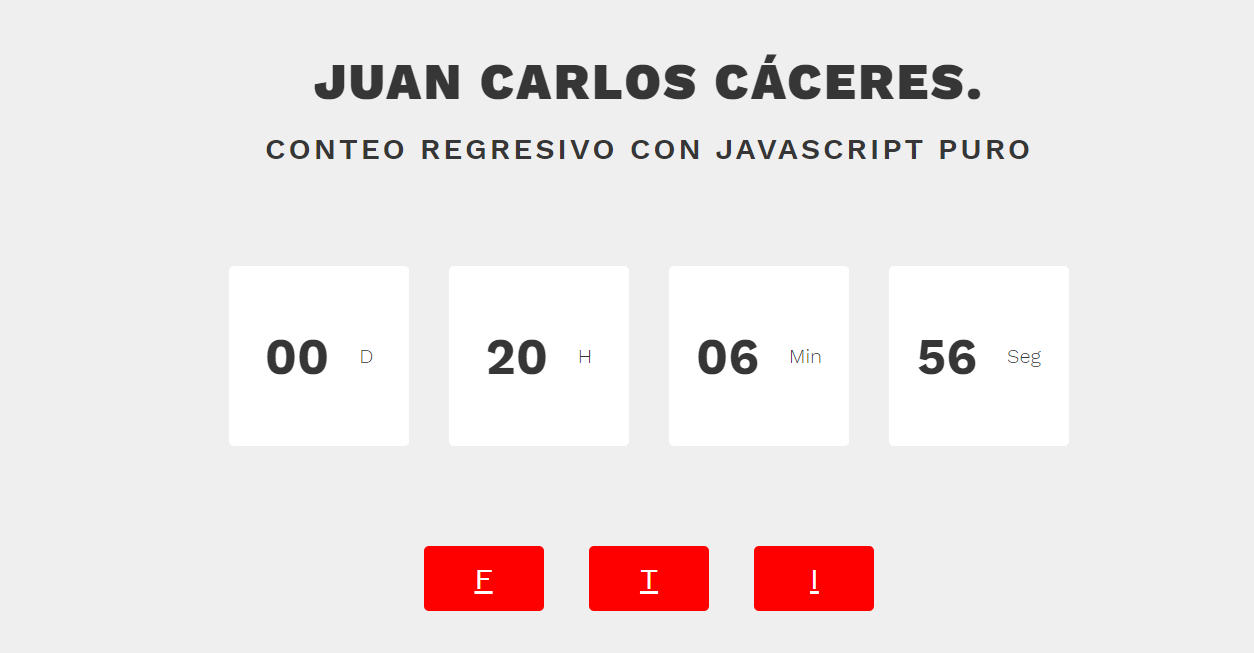 JUAN CARLOS CÁCERES.
CONTEO REGRESIVO CON JAVASCRIPT PURO
00 D 20 H 06 Min 56 Seg
F T I